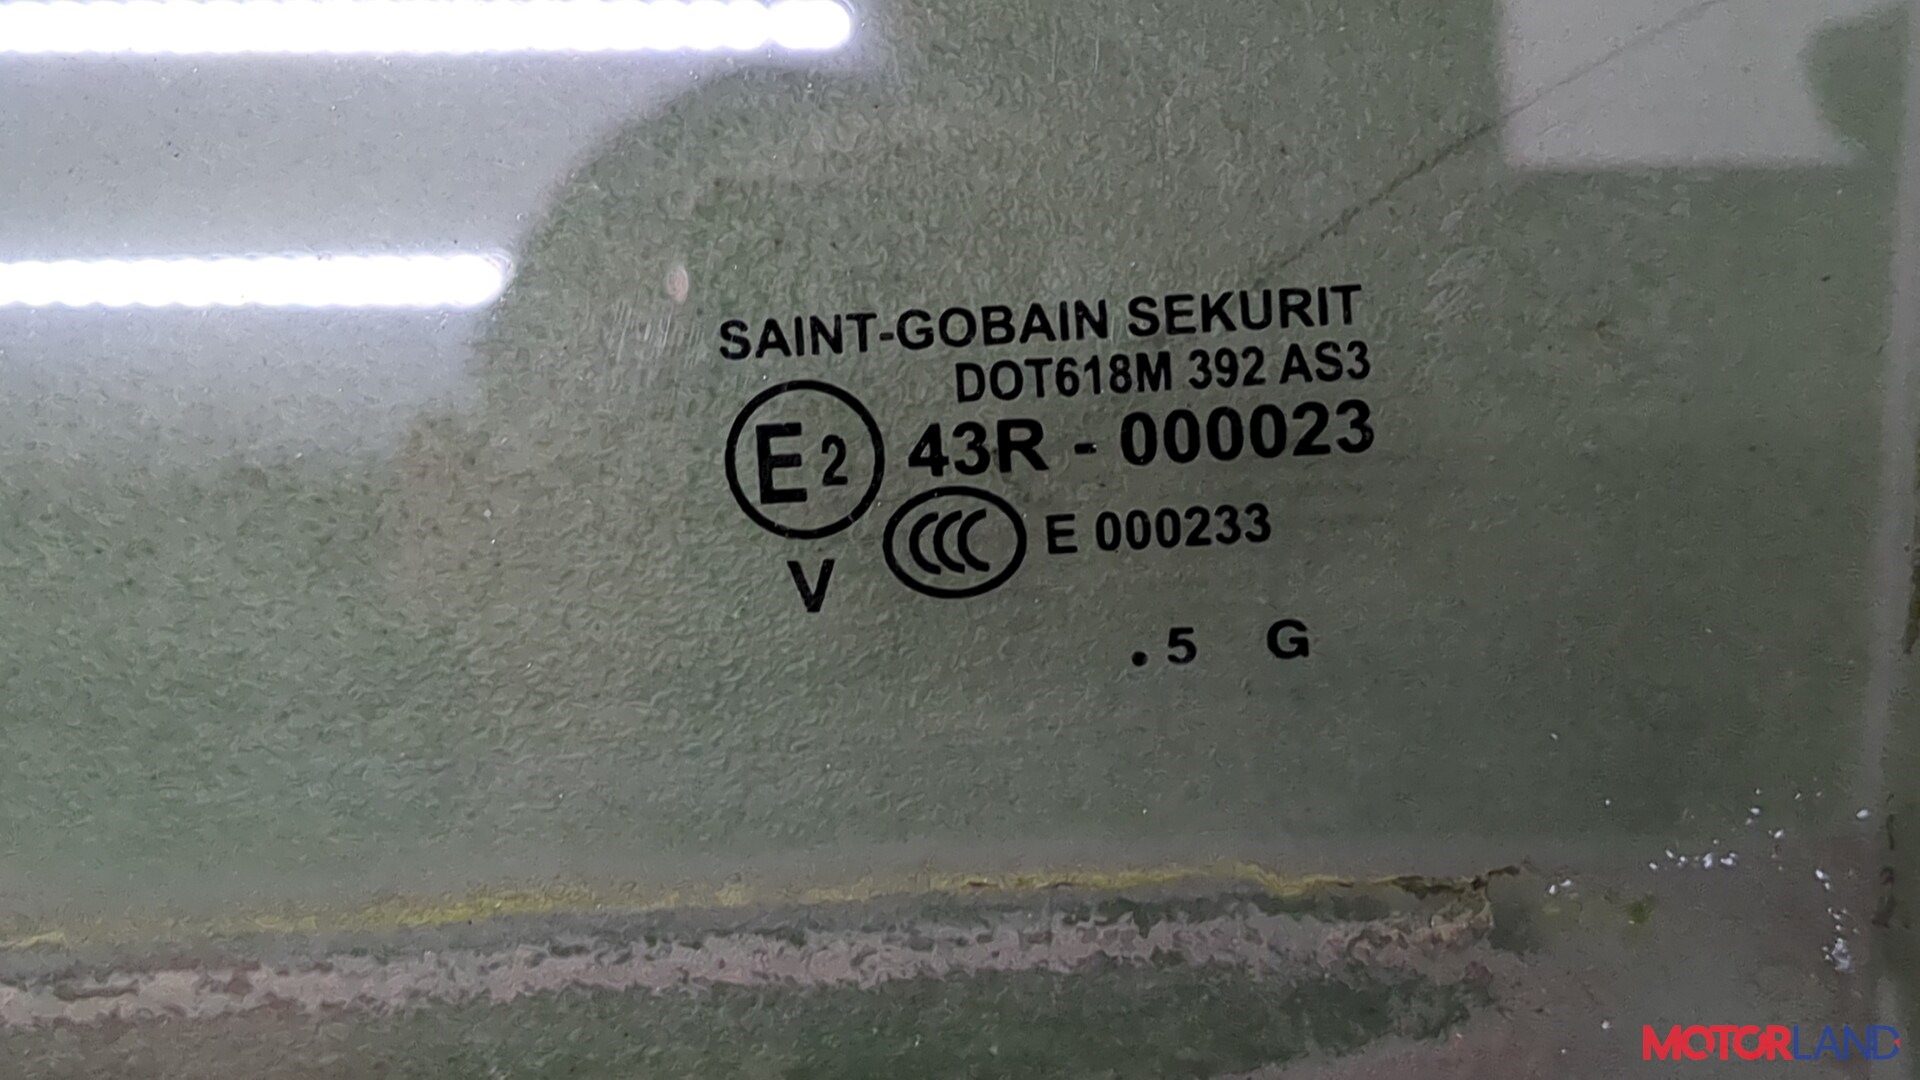 SAINT-GOBAIN SEKURIT
DOT618M 392 AS3
E2 43R - 000023
CCC E 000233
V
.5 G
MOTORLAND